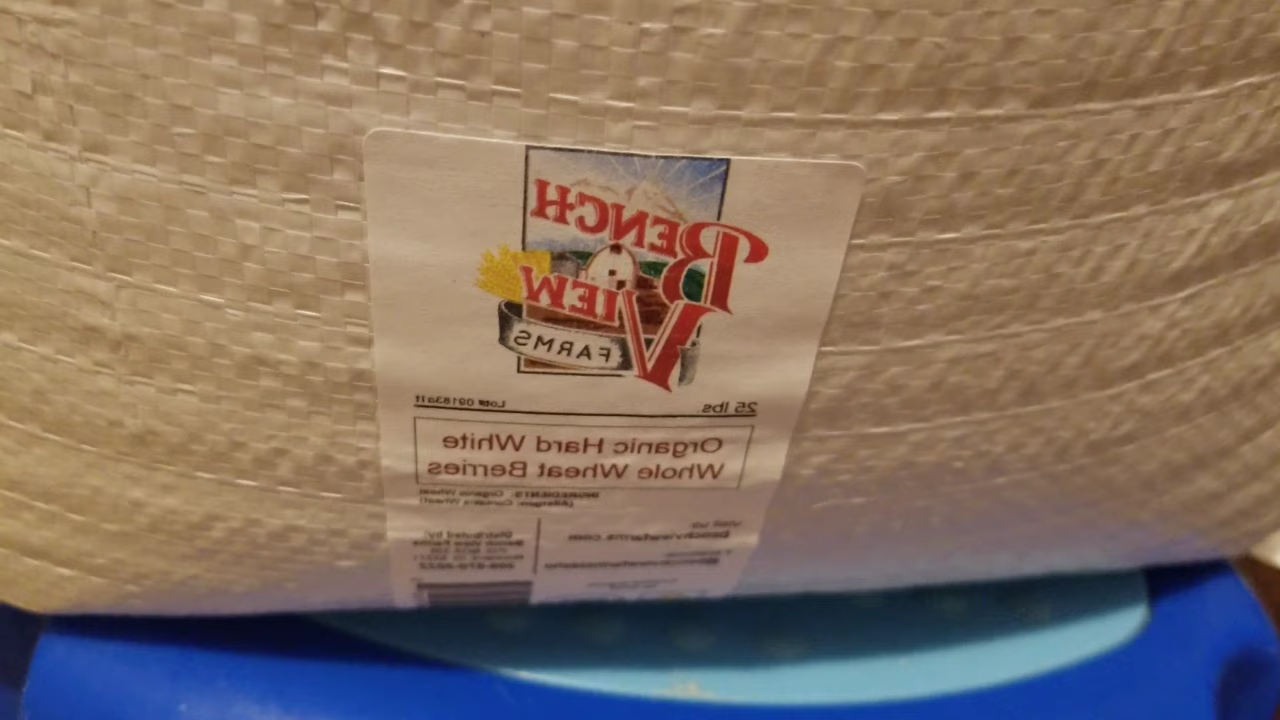 BENCH
VIEW
FARMS
25 lbs. Lot# 09183a11
Organic Hard White
Whole Wheat Berries
INGREDIENTS: Organic Wheat
(Allergen: Contains Wheat)
visit us
benchviewfarms.com
Distributed by:
Bench View Farms